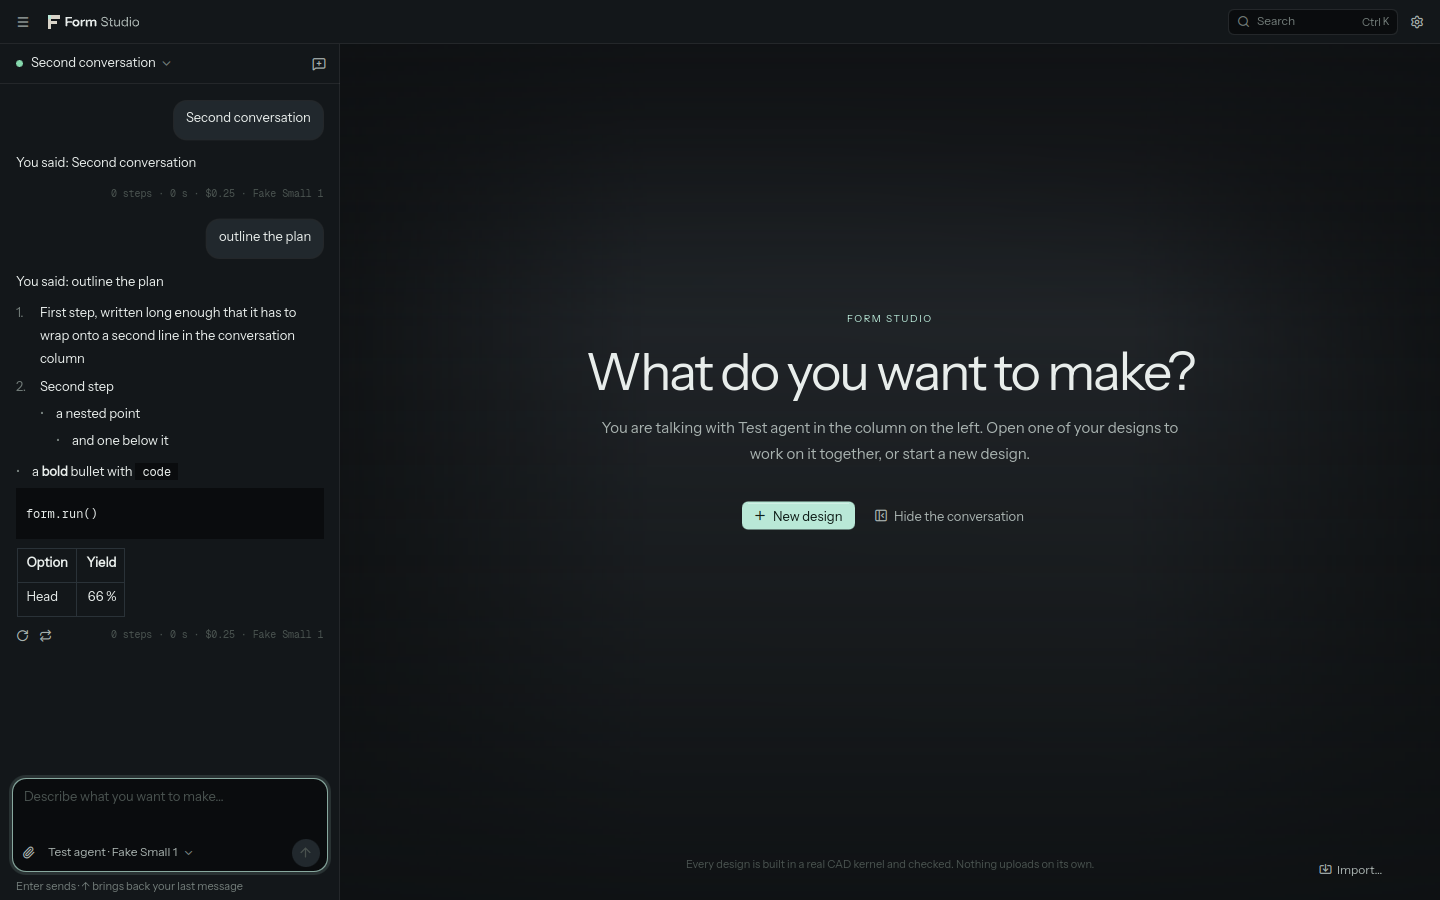 Form Studio
Search Ctrl K
Second conversation
Second conversation
You said: Second conversation
0 steps · 0 s · $0.25 · Fake Small 1
outline the plan
You said: outline the plan
1. First step, written long enough that it has to
wrap onto a second line in the conversation
column
2. Second step
· a nested point
· and one below it
· a bold bullet with code
form.run()
Option Yield
Head 66 %
0 steps · 0 s · $0.25 · Fake Small 1
Describe what you want to make...
Test agent · Fake Small 1
Enter sends · ↑ brings back your last message
FORM STUDIO
What do you want to make?
You are talking with Test agent in the column on the left. Open one of your designs to
work on it together, or start a new design.
New design
Hide the conversation
Every design is built in a real CAD kernel and checked. Nothing uploads on its own.
Import...